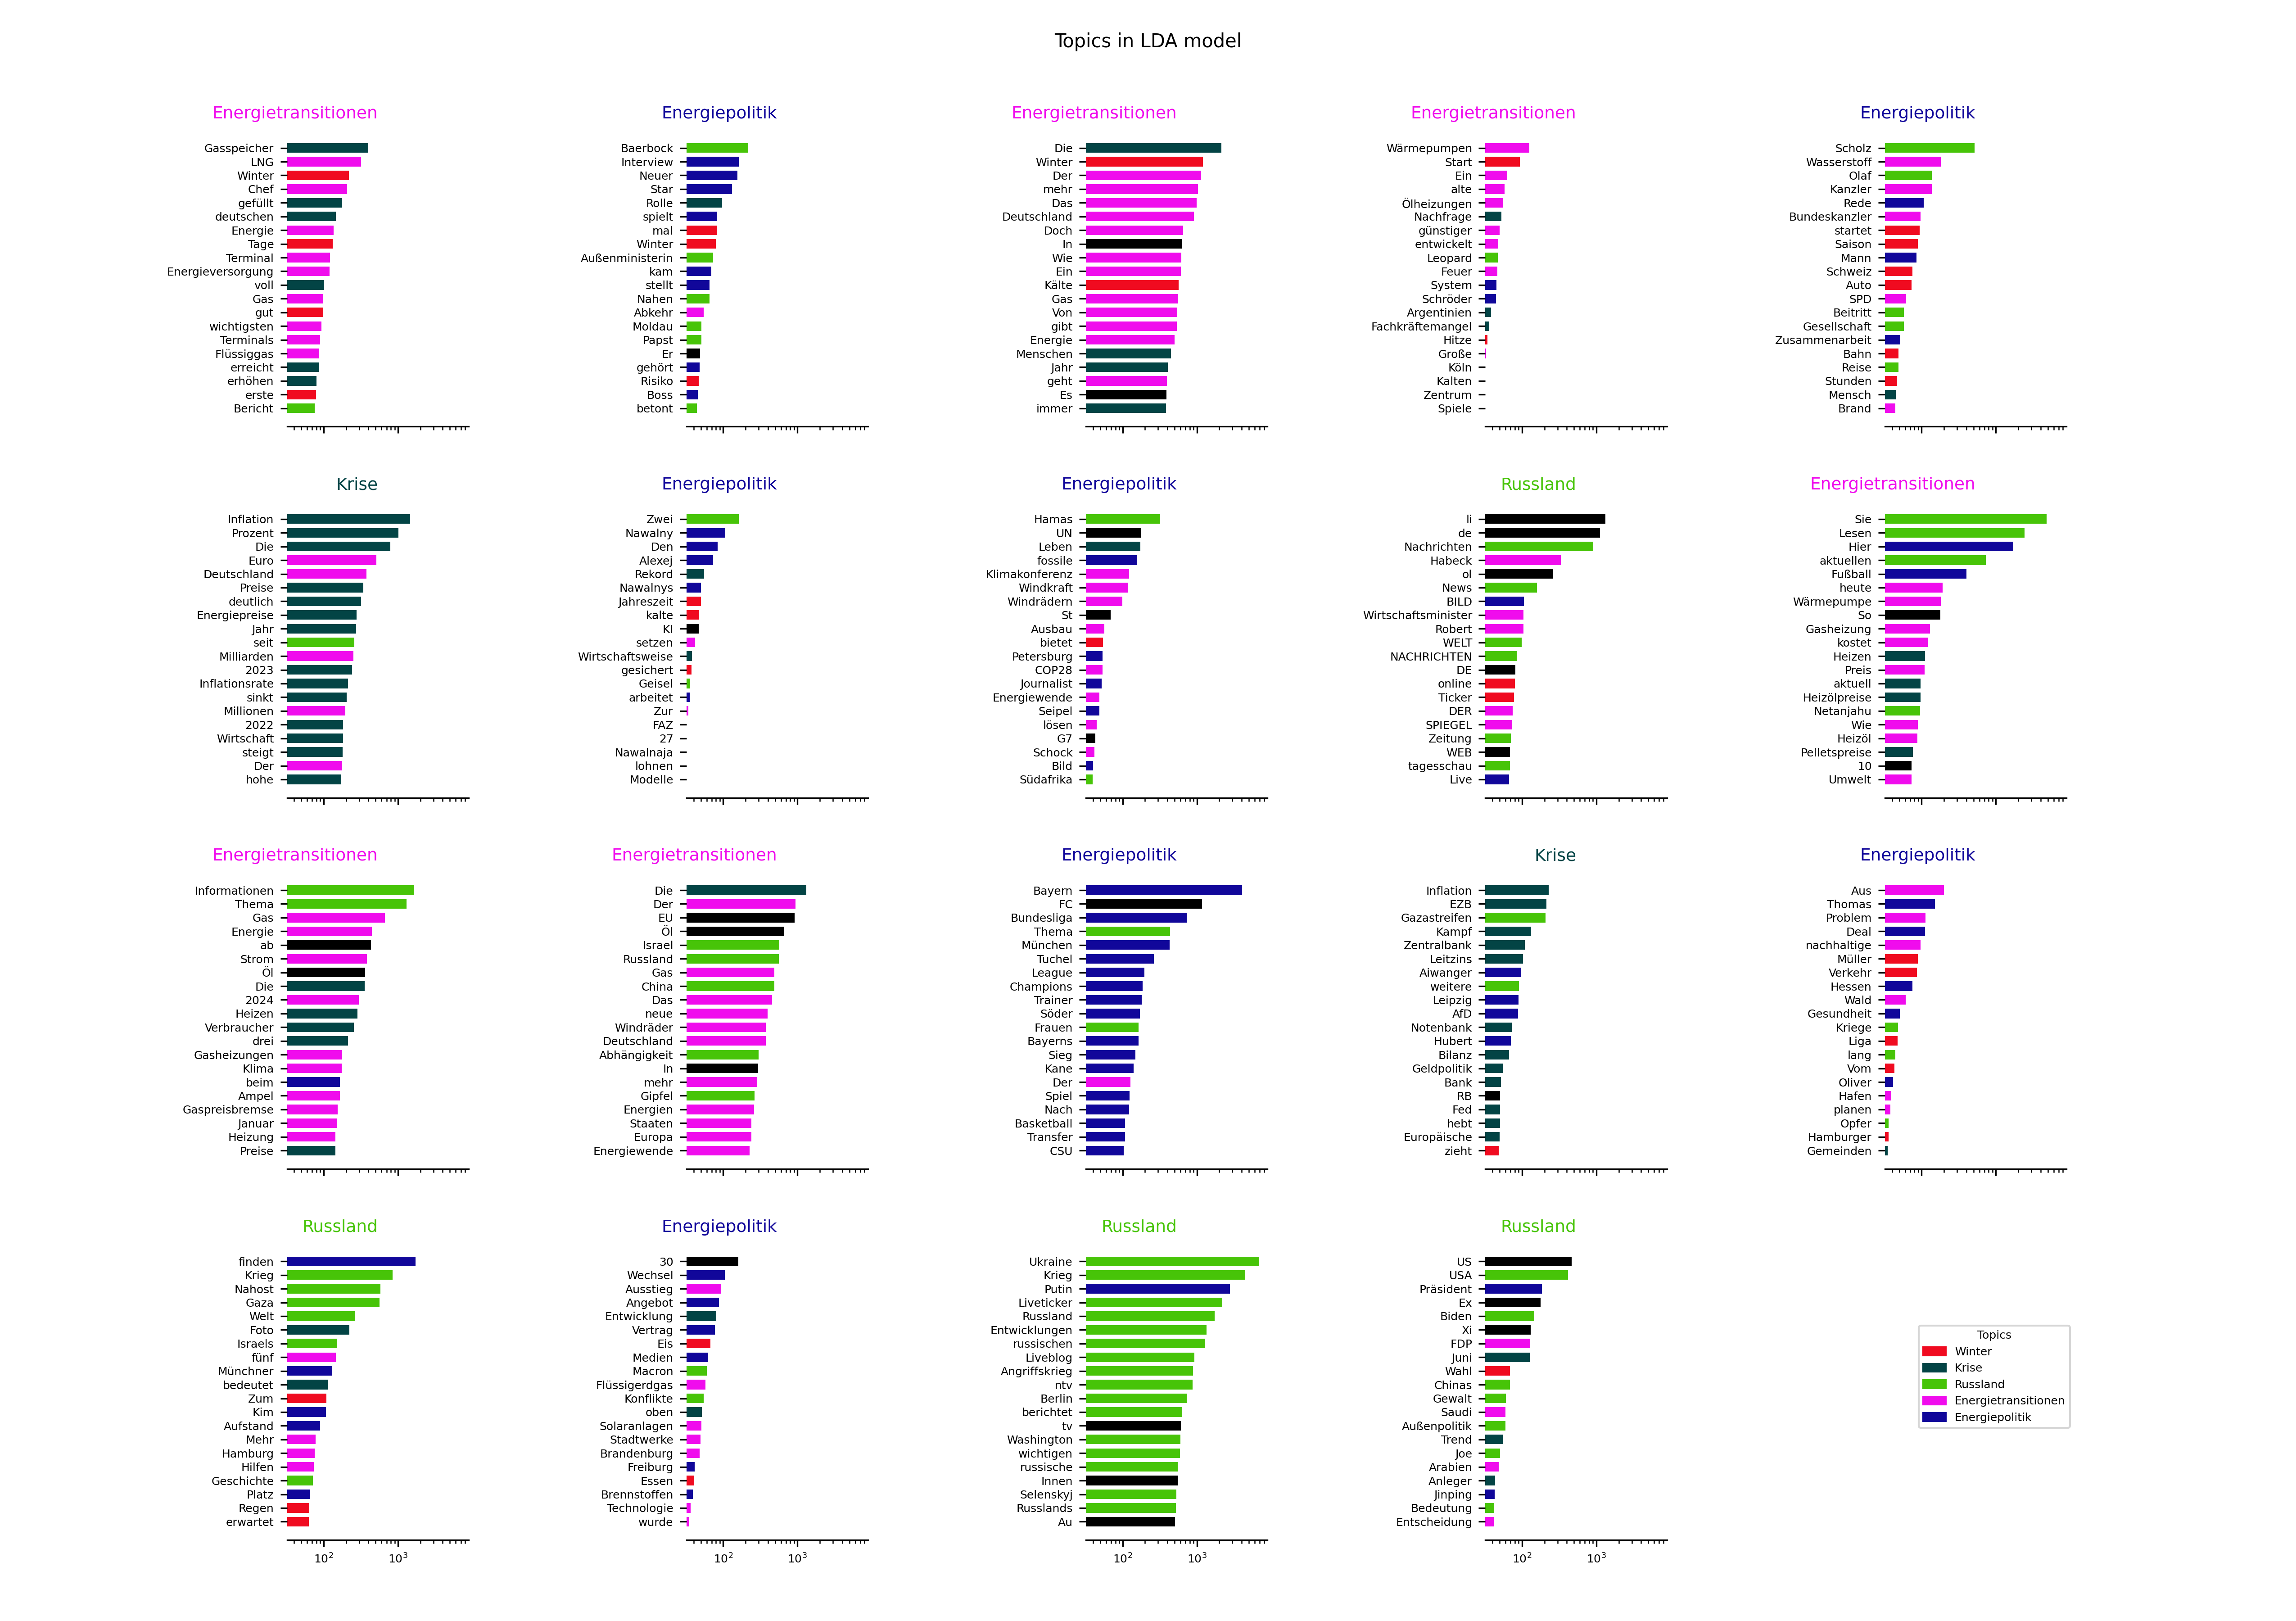 Topics in LDA model
Energietransitionen
Gasspeicher
LNG
Winter
Chef
gefüllt
deutschen
Energie
Tage
Terminal
Energieversorgung
voll
Gas
gut
wichtigsten
Terminals
Flüssiggas
erreicht
erhöhen
erste
Bericht
Energiepolitik
Baerbock
Interview
Neuer
Star
Rolle
spielt
mal
Winter
Außenministerin
kam
stellt
Nahen
Abkehr
Moldau
Papst
Er
gehört
Risiko
Boss
betont
Energietransitionen
Die
Winter
Der
mehr
Das
Deutschland
Doch
In
Wie
Ein
Kälte
Gas
Von
gibt
Energie
Menschen
Jahr
geht
Es
immer
Energietransitionen
Wärmepumpen
Start
Ein
alte
Ölheizungen
Nachfrage
günstiger
entwickelt
Leopard
Feuer
System
Schröder
Argentinien
Fachkräftemangel
Hitze
Große
Köln
Kalten
Zentrum
Spiele
Energiepolitik
Scholz
Wasserstoff
Olaf
Kanzler
Rede
Bundeskanzler
startet
Saison
Mann
Schweiz
Auto
SPD
Beitritt
Gesellschaft
Zusammenarbeit
Bahn
Reise
Stunden
Mensch
Brand
Krise
Inflation
Prozent
Die
Euro
Deutschland
Preise
deutlich
Energiepreise
Jahr
seit
Milliarden
2023
Inflationsrate
sinkt
Millionen
2022
Wirtschaft
steigt
Der
hohe
Energiepolitik
Zwei
Nawalny
Den
Alexej
Rekord
Nawalnys
Jahreszeit
kalte
KI
setzen
Wirtschaftsweise
gesichert
Geisel
arbeitet
Zur
FAZ
27
Nawalnaja
lohnen
Modelle
Energiepolitik
Hamas
UN
Leben
fossile
Klimakonferenz
Windkraft
Windrädern
St
Ausbau
bietet
Petersburg
COP28
Journalist
Energiewende
Seipel
lösen
G7
Schock
Bild
Südafrika
Russland
li
de
Nachrichten
Habeck
ol
News
BILD
Wirtschaftsminister
Robert
WELT
NACHRICHTEN
DE
online
Ticker
DER
SPIEGEL
Zeitung
WEB
tagesschau
Live
Energietransitionen
Sie
Lesen
Hier
aktuellen
Fußball
heute
Wärmepumpe
So
Gasheizung
kostet
Heizen
Preis
aktuell
Heizölpreise
Netanjahu
Wie
Heizöl
Pelletspreise
10
Umwelt
Energietransitionen
Informationen
Thema
Gas
Energie
ab
Strom
Öl
Die
2024
Heizen
Verbraucher
drei
Gasheizungen
Klima
beim
Ampel
Gaspreisbremse
Januar
Heizung
Preise
Energietransitionen
Die
Der
EU
Öl
Israel
Russland
Gas
China
Das
neue
Windräder
Deutschland
Abhängigkeit
In
mehr
Gipfel
Energien
Staaten
Europa
Energiewende
Energiepolitik
Bayern
FC
Bundesliga
Thema
München
Tuchel
League
Champions
Trainer
Söder
Frauen
Bayerns
Sieg
Kane
Der
Spiel
Nach
Basketball
Transfer
CSU
Krise
Inflation
EZB
Gazastreifen
Kampf
Zentralbank
Leitzins
Aiwanger
weitere
Leipzig
AfD
Notenbank
Hubert
Bilanz
Geldpolitik
Bank
RB
Fed
hebt
Europäische
zieht
Energiepolitik
Aus
Thomas
Problem
Deal
nachhaltige
Müller
Verkehr
Hessen
Wald
Gesundheit
Kriege
Liga
lang
Vom
Oliver
Hafen
planen
Opfer
Hamburger
Gemeinden
Russland
finden
Krieg
Nahost
Gaza
Welt
Foto
Israels
fünf
Münchner
bedeutet
Zum
Kim
Aufstand
Mehr
Hamburg
Hilfen
Geschichte
Platz
Regen
erwartet
10²
10³
Energiepolitik
30
Wechsel
Ausstieg
Angebot
Entwicklung
Vertrag
Eis
Medien
Macron
Flüssigerdgas
Konflikte
oben
Solaranlagen
Stadtwerke
Brandenburg
Freiburg
Essen
Brennstoffen
Technologie
wurde
10²
10³
Russland
Ukraine
Krieg
Putin
Liveticker
Russland
Entwicklungen
russischen
Liveblog
Angriffskrieg
ntv
Berlin
berichtet
tv
Washington
wichtigen
russische
Innen
Selenskyj
Russlands
Au
10²
10³
Russland
US
USA
Präsident
Ex
Biden
Xi
FDP
Juni
Wahl
Chinas
Gewalt
Saudi
Außenpolitik
Trend
Joe
Arabien
Anleger
Jinping
Bedeutung
Entscheidung
10²
10³
Topics
Winter
Krise
Russland
Energietransitionen
Energiepolitik